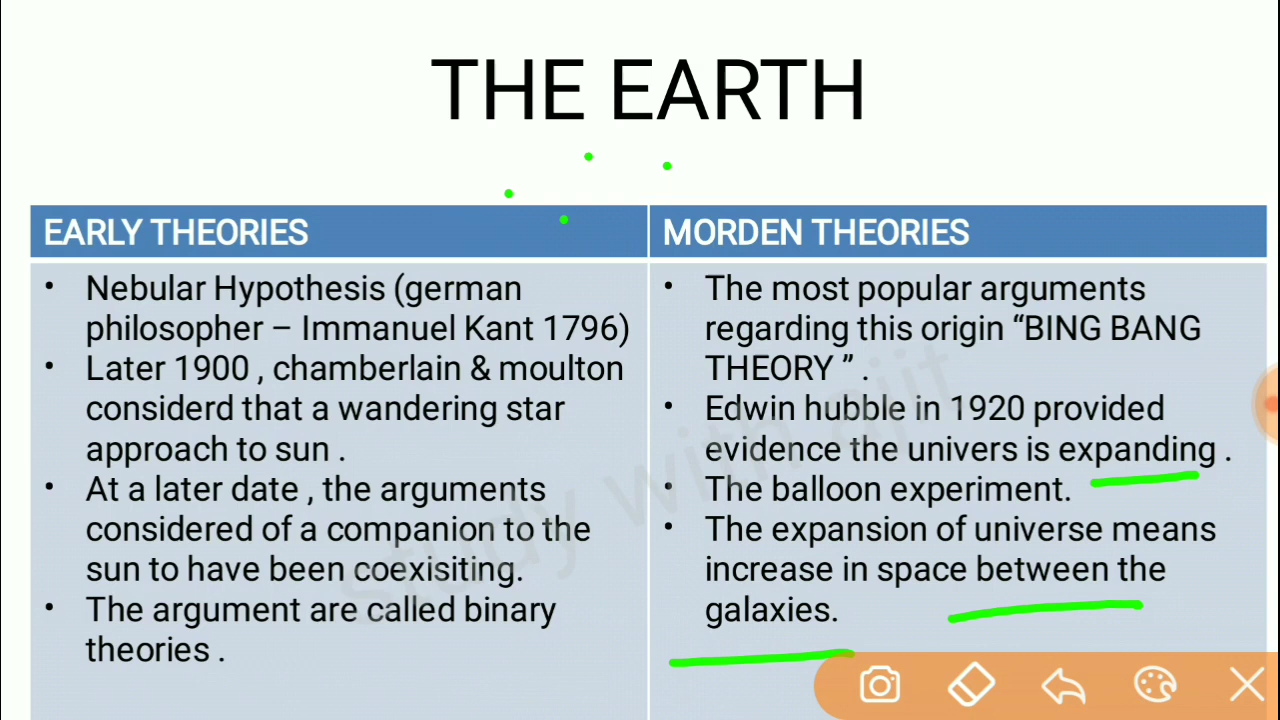 THE EARTH
EARLY THEORIES
• Nebular Hypothesis (german
philosopher – Immanuel Kant 1796)
• Later 1900 , chamberlain & moulton
considerd that a wandering star
approach to sun .
• At a later date , the arguments
considered of a companion to the
sun to have been coexisiting.
• The argument are called binary
theories .
MORDEN THEORIES
• The most popular arguments
regarding this origin “BING BANG
THEORY ” .
• Edwin hubble in 1920 provided
evidence the univers is expanding .
• The balloon experiment.
• The expansion of universe means
increase in space between the
galaxies.
study with ajit